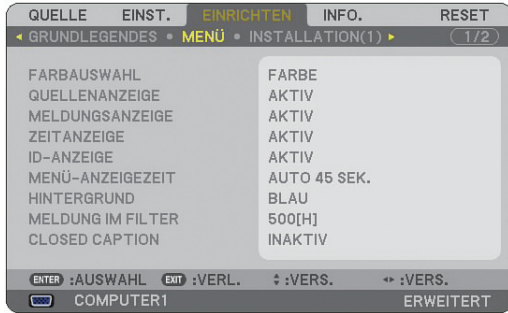 QUELLE EINST. EINRICHTEN INFO. RESET
◂ GRUNDLEGENDES • MENÜ • INSTALLATION(1) ▸ 1/2
FARBAUSWAHL FARBE
QUELLENANZEIGE AKTIV
MELDUNGSANZEIGE AKTIV
ZEITANZEIGE AKTIV
ID-ANZEIGE AKTIV
MENÜ-ANZEIGEZEIT AUTO 45 SEK.
HINTERGRUND BLAU
MELDUNG IM FILTER 500[H]
CLOSED CAPTION INAKTIV
ENTER :AUSWAHL EXIT :VERL. :VERS. :VERS.
COMPUTER1 ERWEITERT